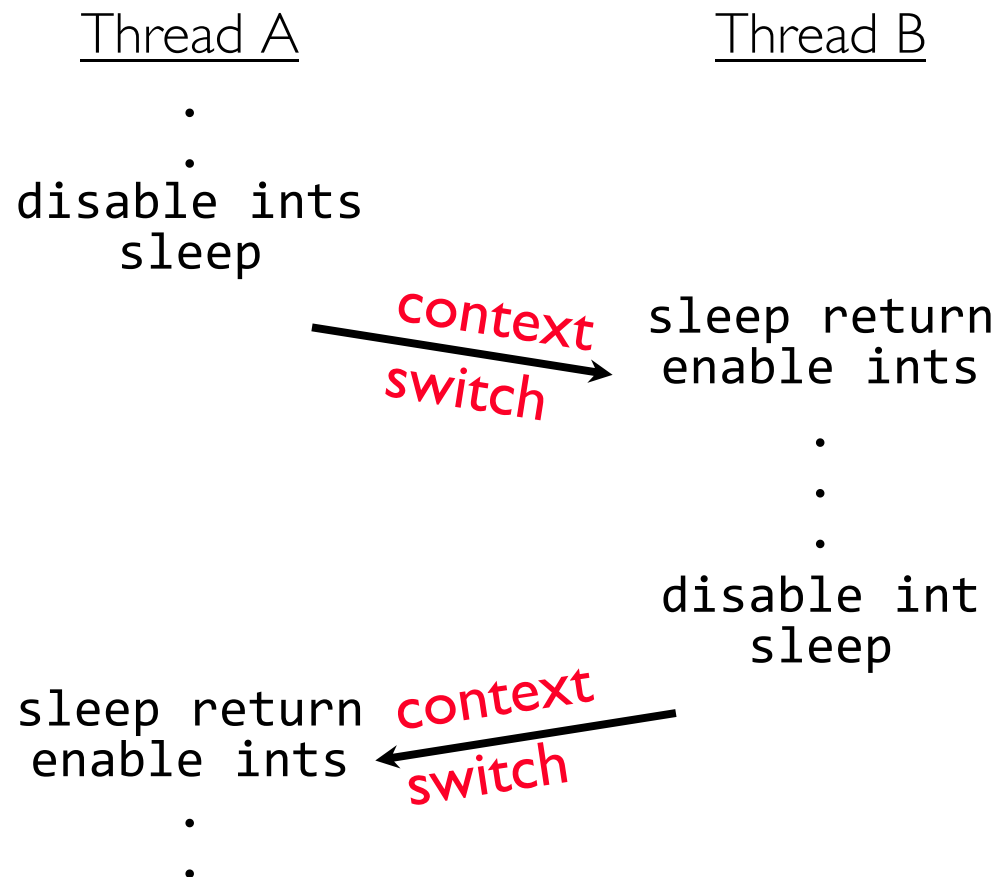 Thread A
Thread B
.
.
disable ints
sleep
context
switch
sleep return
enable ints
.
.
.
disable int
sleep
context
switch
sleep return
enable ints
.
.